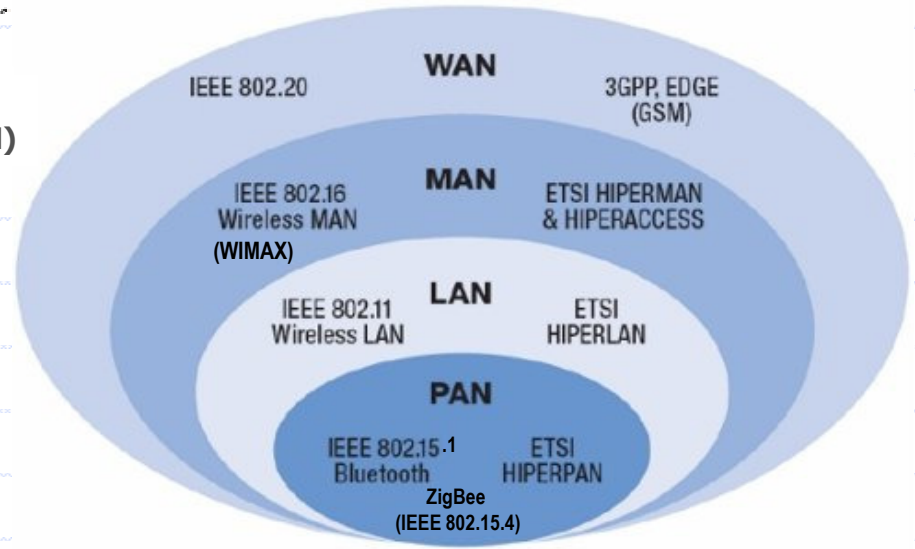 WAN
IEEE 802.20
3GPP, EDGE
(GSM)
)
MAN
IEEE 802.16
Wireless MAN
(WIMAX)
ETSI HIPERMAN
& HIPERACCESS
LAN
IEEE 802.11
Wireless LAN
ETSI
HIPERLAN
PAN
IEEE 802.15.1
Bluetooth
ETSI
HIPERPAN
ZigBee
(IEEE 802.15.4)